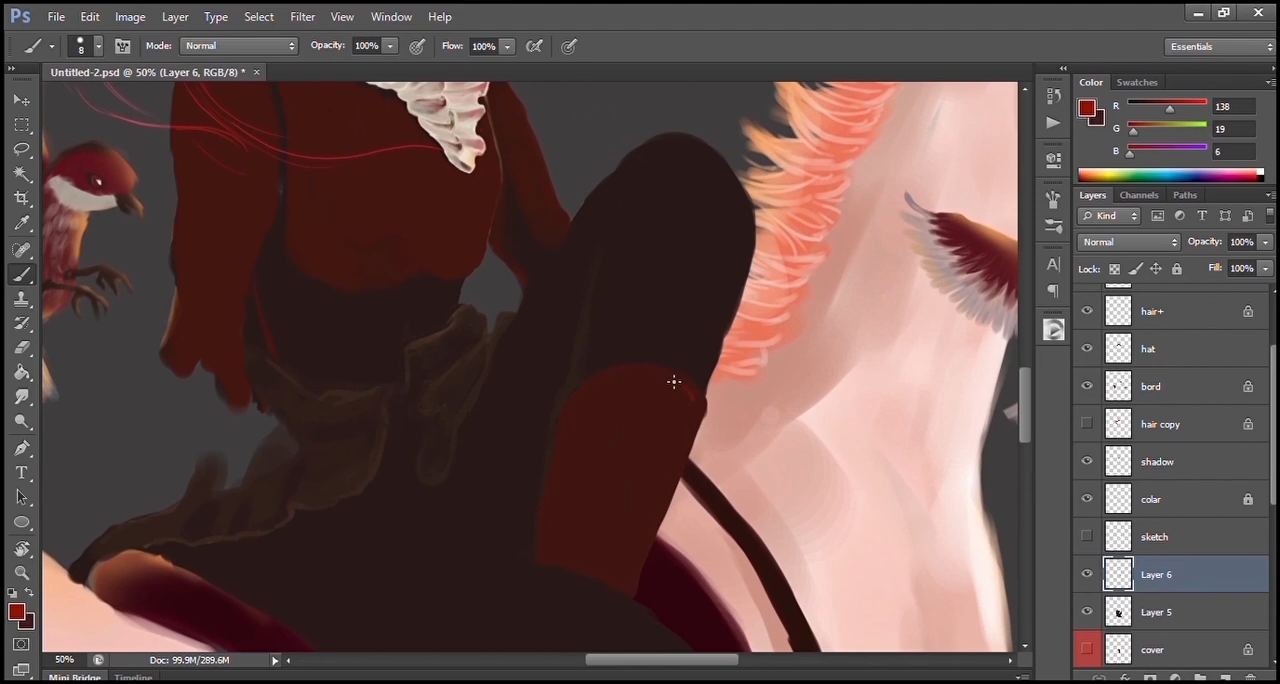 Ps File Edit Image Layer Type Select Filter View Window Help
8 Mode: Normal Opacity: 100% Flow: 100% Essentials
Untitled-2.psd @ 50% (Layer 6, RGB/8) * ×
Color Swatches
R 138
G 19
B 6
Layers Channels Paths
Kind
Normal Opacity: 100%
Lock: Fill: 100%
hair+
hat
bord
hair copy
shadow
colar
sketch
Layer 6
Layer 5
cover
50% Doc: 99.9M/289.6M
Mini Bridge Timeline